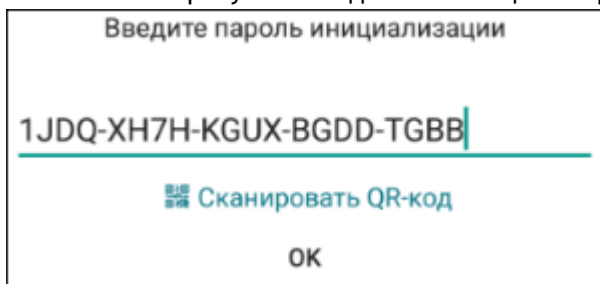 Введите пароль инициализации
1JDQ-XH7H-KGUX-BGDD-TGBB
Сканировать QR-код
ОК